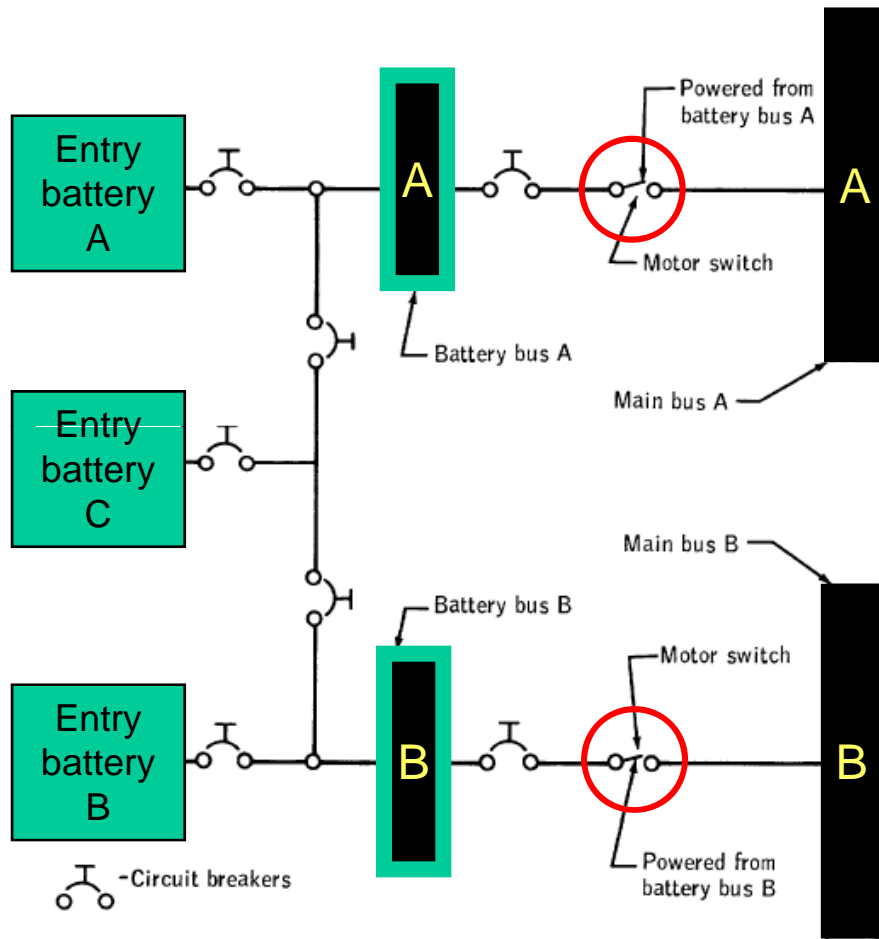 Entry
battery
A
A
Powered from
battery bus A
Motor switch
A
Battery bus A
Main bus A
Entry
battery
C
Main bus B
Battery bus B
Motor switch
Entry
battery
B
B
B
Powered from
battery bus B
-Circuit breakers